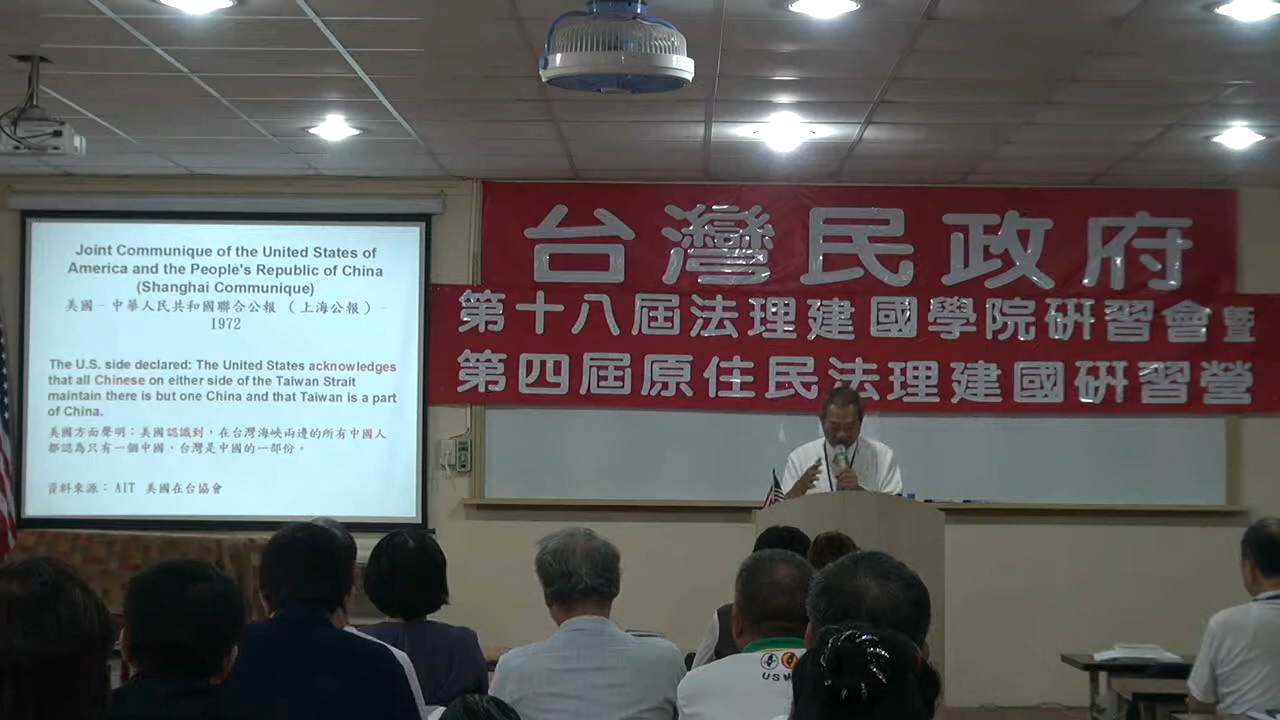 Joint Communique of the United States of
America and the People's Republic of China
(Shanghai Communique)
美國－中華人民共和國聯合公報 （上海公報）－
1972
The U.S. side declared: The United States acknowledges
that all Chinese on either side of the Taiwan Strait
maintain there is but one China and that Taiwan is a part
of China.
美國方面聲明：美國認識到，在台灣海峽兩邊的所有中國人
都認為只有一個中國，台灣是中國的一部份。
資料來源： AIT 美國在台協會
台灣民政府
第十八屆法理建國學院研習會暨
第四屆原住民法理建國研習營